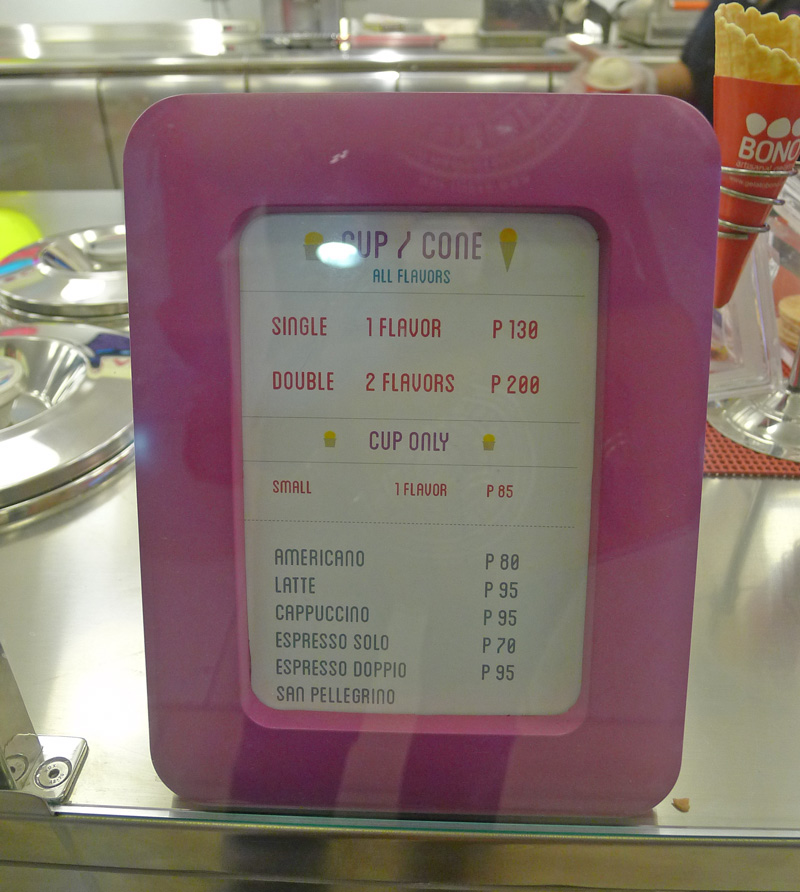 CUP / CONE
ALL FLAVORS
SINGLE 1 FLAVOR P 130
DOUBLE 2 FLAVORS P 200
CUP ONLY
SMALL 1 FLAVOR P 85
AMERICANO P 80
LATTE P 95
CAPPUCCINO P 95
ESPRESSO SOLO P 70
ESPRESSO DOPPIO P 95
SAN PELLEGRINO
BONO